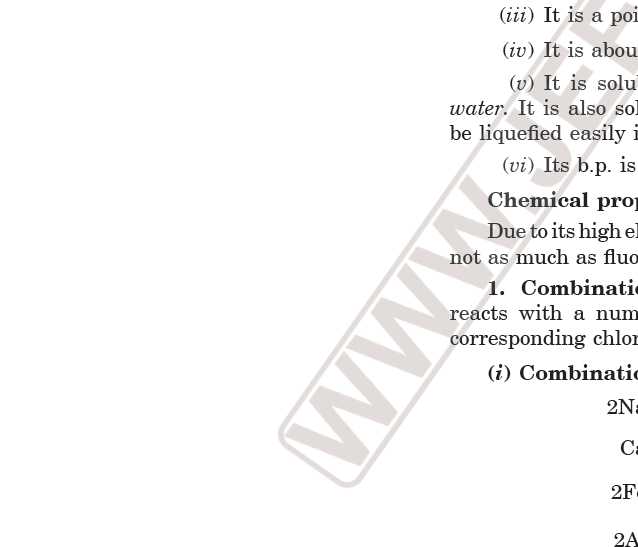 (iii) It is a poi
(iv) It is abou
(v) It is solu
water. It is also sol
be liquefied easily i
(vi) Its b.p. is
Chemical prop
Due to its high el
not as much as fluo
1. Combinatio
reacts with a num
corresponding chlor
(i) Combinatio
2Na
Ca
2Fe
2A
WWW.JEE